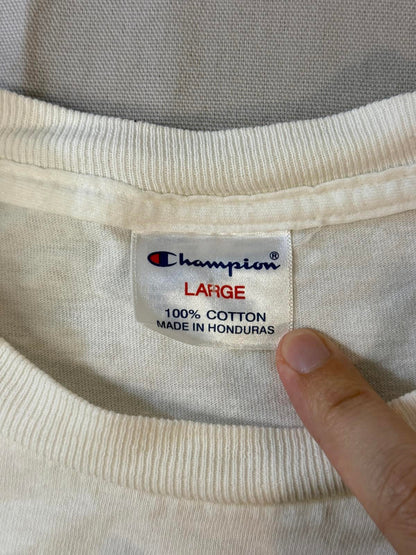 Champion®
LARGE
100% COTTON
MADE IN HONDURAS